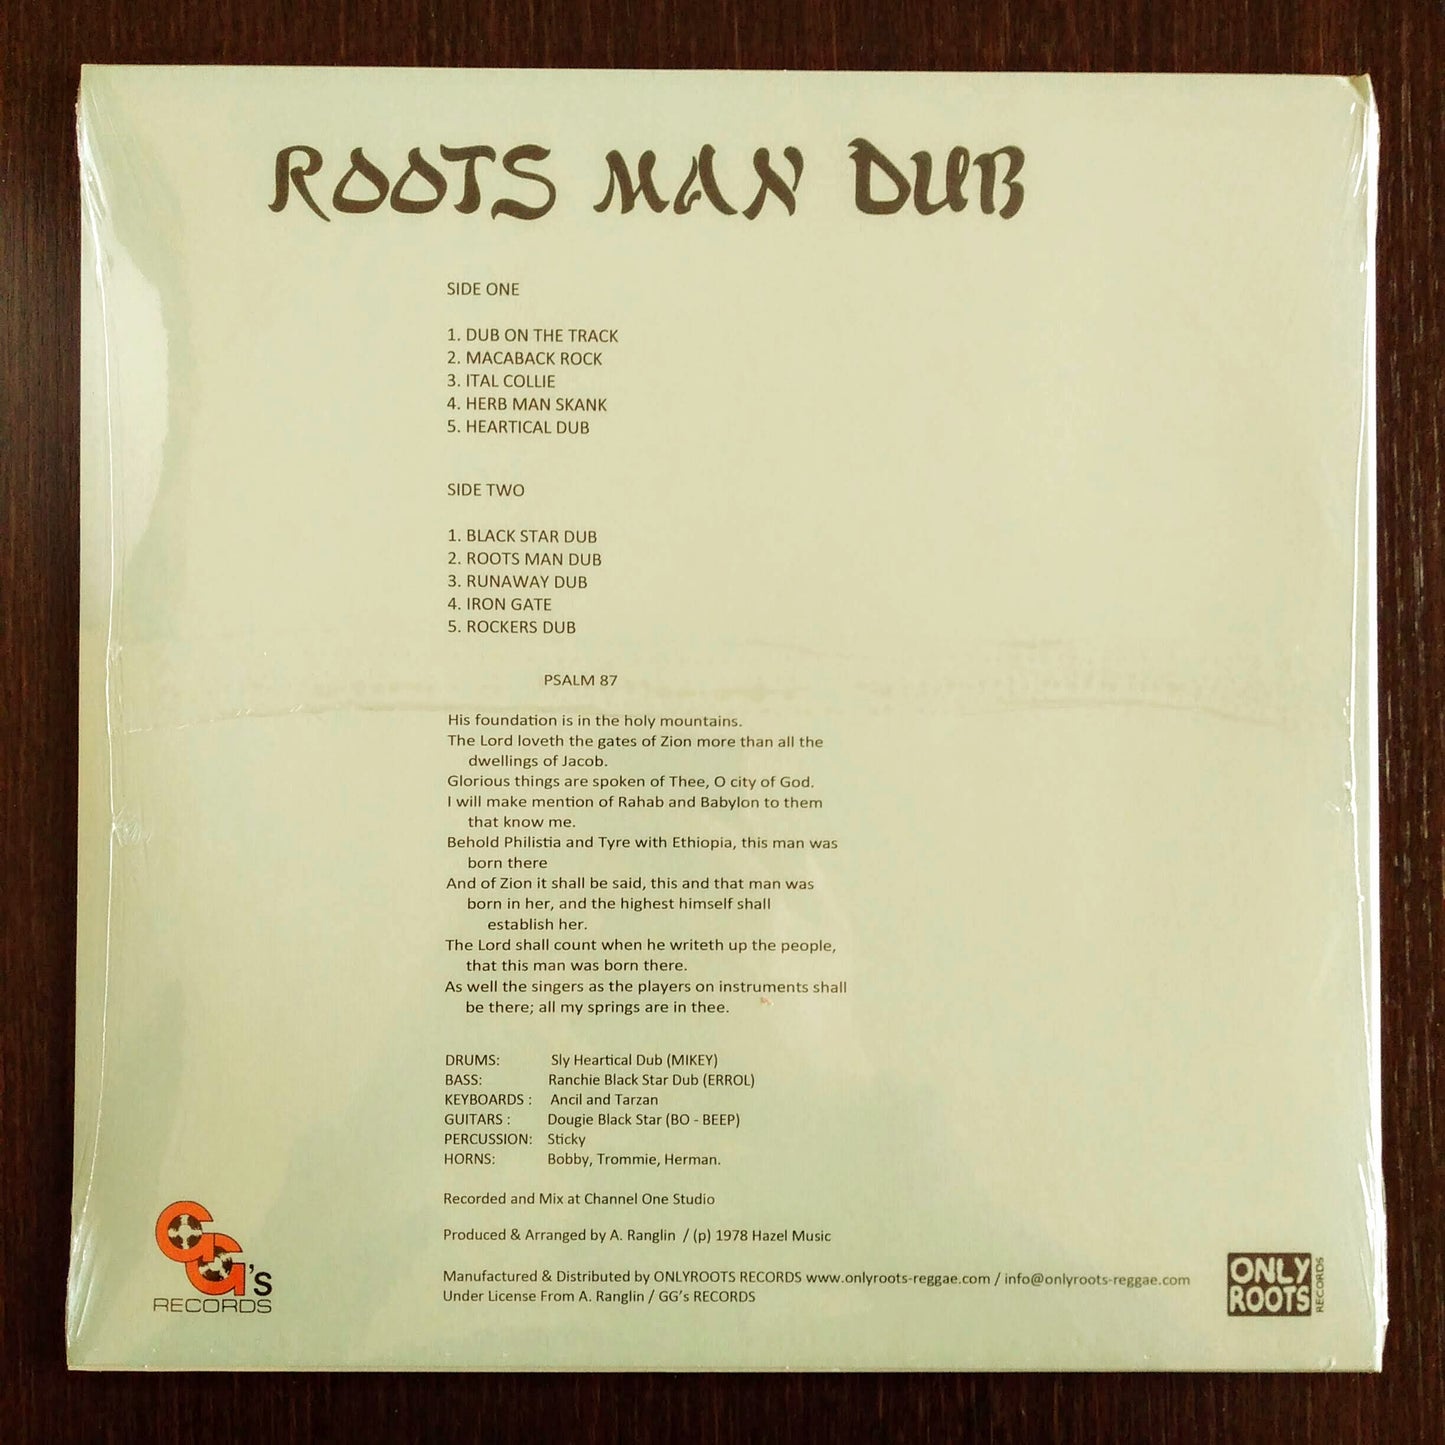 ROOTS MAN DUB
SIDE ONE
1. DUB ON THE TRACK
2. MACABACK ROCK
3. ITAL COLLIE
4. HERB MAN SKANK
5. HEARTICAL DUB
SIDE TWO
1. BLACK STAR DUB
2. ROOTS MAN DUB
3. RUNAWAY DUB
4. IRON GATE
5. ROCKERS DUB
PSALM 87
His foundation is in the holy mountains.
The Lord loveth the gates of Zion more than all the
dwellings of Jacob.
Glorious things are spoken of Thee, O city of God.
I will make mention of Rahab and Babylon to them
that know me.
Behold Philistia and Tyre with Ethiopia, this man was
born there
And of Zion it shall be said, this and that man was
born in her, and the highest himself shall
establish her.
The Lord shall count when he writeth up the people,
that this man was born there.
As well the singers as the players on instruments shall
be there; all my springs are in thee.
DRUMS: Sly Heartical Dub (MIKEY)
BASS: Ranchie Black Star Dub (ERROL)
KEYBOARDS : Ancil and Tarzan
GUITARS : Dougie Black Star (BO - BEEP)
PERCUSSION: Sticky
HORNS: Bobby, Trommie, Herman.
Recorded and Mix at Channel One Studio
Produced & Arranged by A. Ranglin / (p) 1978 Hazel Music
Manufactured & Distributed by ONLYROOTS RECORDS www.onlyroots-reggae.com / info@onlyroots-reggae.com
Under License From A. Ranglin / GG's RECORDS
GG's
RECORDS
ONLY
ROOTS
RECORDS